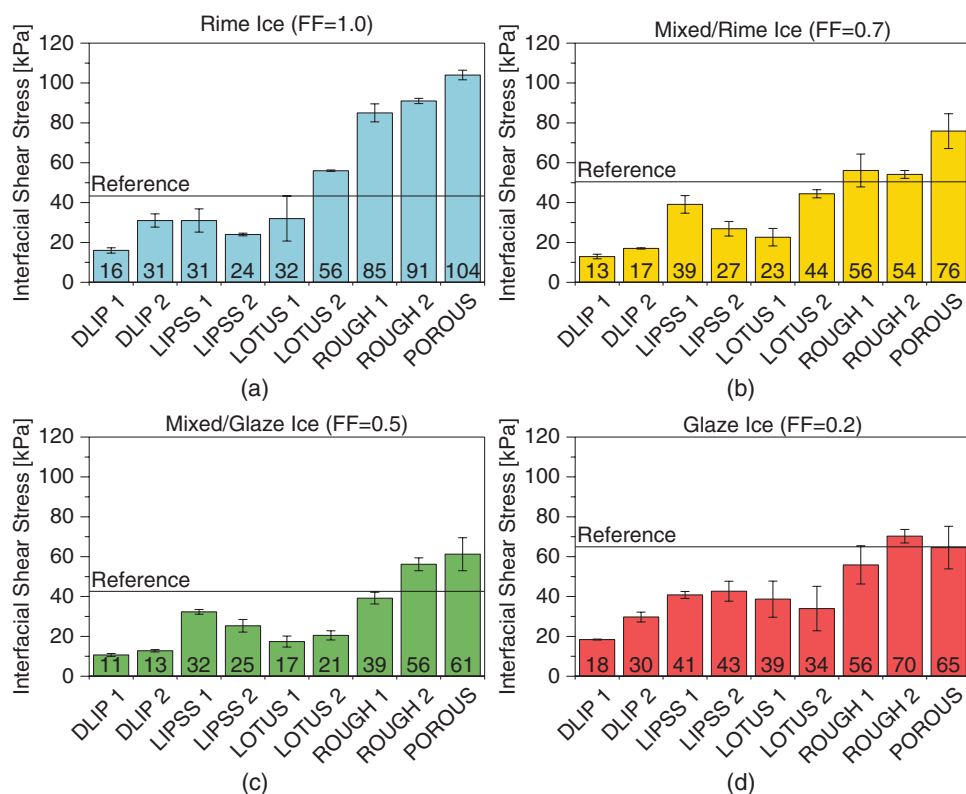 Rime Ice (FF=1.0)
Interfacial Shear Stress [kPa]
120
100
80
60
40
20
0
Reference
16 31 31 24 32 56 85 91 104
DLIP 1 DLIP 2 LIPSS 1 LIPSS 2 LOTUS 1 LOTUS 2 ROUGH 1 ROUGH 2 POROUS
(a)
Mixed/Rime Ice (FF=0.7)
Interfacial Shear Stress [kPa]
120
100
80
60
40
20
0
Reference
13 17 39 27 23 44 56 54 76
DLIP 1 DLIP 2 LIPSS 1 LIPSS 2 LOTUS 1 LOTUS 2 ROUGH 1 ROUGH 2 POROUS
(b)
Mixed/Glaze Ice (FF=0.5)
Interfacial Shear Stress [kPa]
120
100
80
60
40
20
0
Reference
11 13 32 25 17 21 39 56 61
DLIP 1 DLIP 2 LIPSS 1 LIPSS 2 LOTUS 1 LOTUS 2 ROUGH 1 ROUGH 2 POROUS
(c)
Glaze Ice (FF=0.2)
Interfacial Shear Stress [kPa]
120
100
80
60
40
20
0
Reference
18 30 41 43 39 34 56 70 65
DLIP 1 DLIP 2 LIPSS 1 LIPSS 2 LOTUS 1 LOTUS 2 ROUGH 1 ROUGH 2 POROUS
(d)